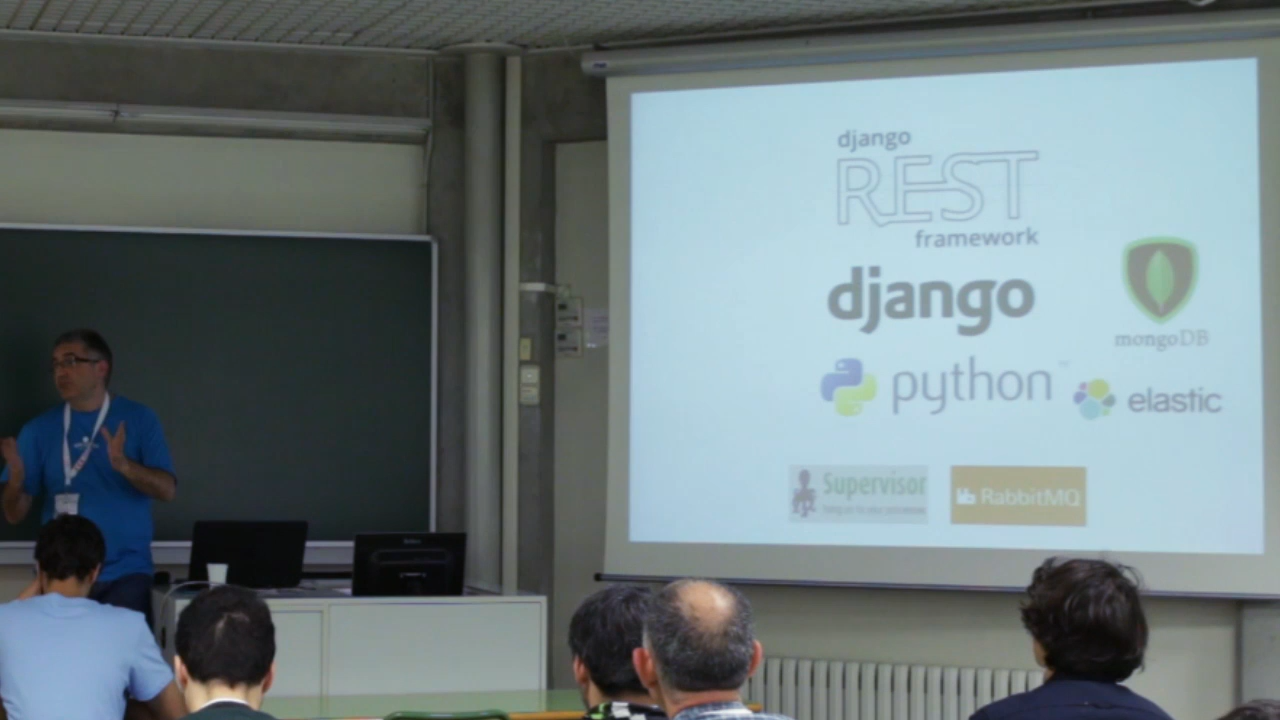 django
REST
framework
django
mongoDB
python
elastic
Supervisor
RabbitMQ